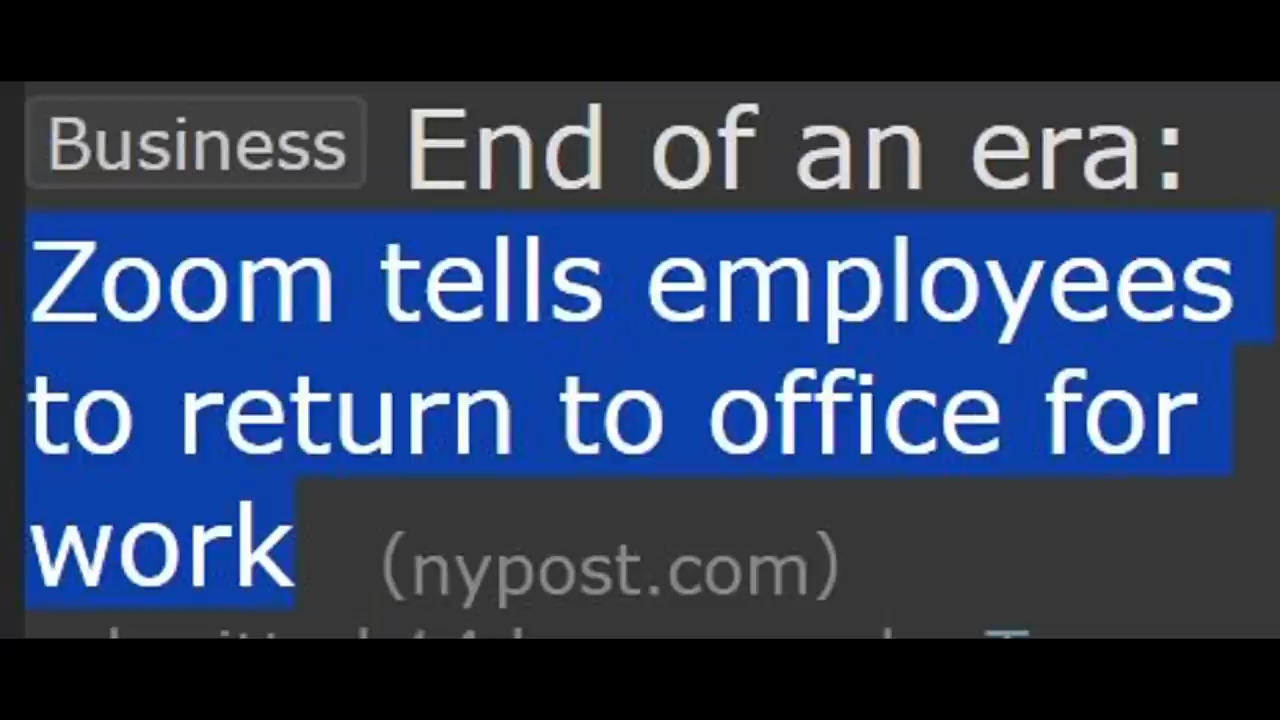 Business End of an era:
Zoom tells employees
to return to office for
work (nypost.com)